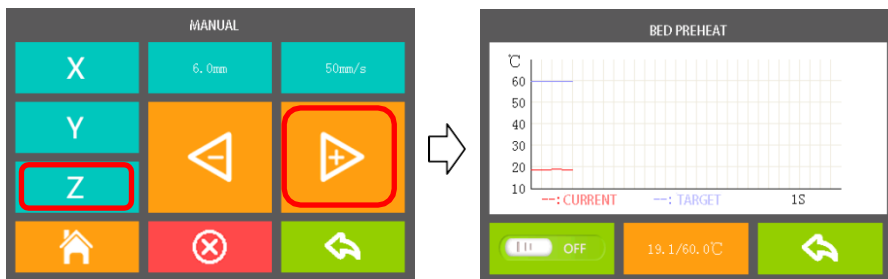 MANUAL
X 6.0mm 50mm/s
Y
- +
Z
BED PREHEAT
℃
60
50
40
30
20
10
--: CURRENT --: TARGET 1S
OFF 19.1/60.0℃